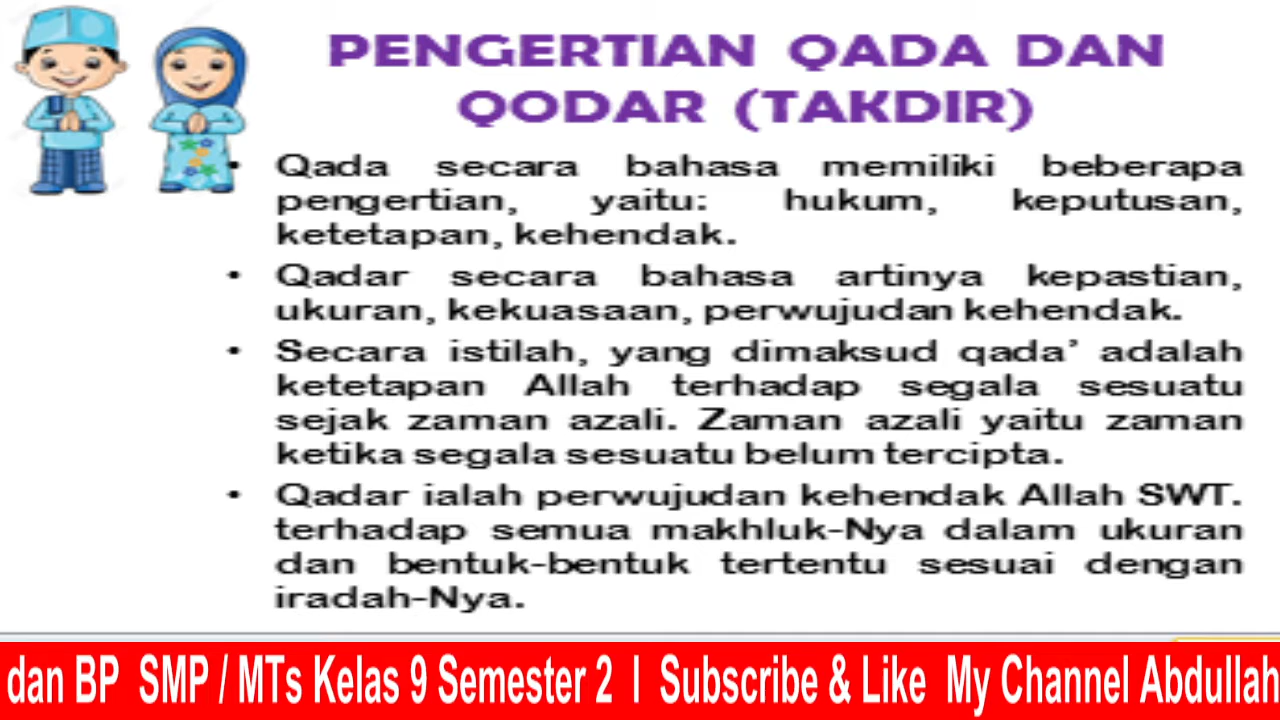 PENGERTIAN QADA DAN
QODAR (TAKDIR)
• Qada secara bahasa memiliki beberapa
pengertian, yaitu: hukum, keputusan,
ketetapan, kehendak.
• Qadar secara bahasa artinya kepastian,
ukuran, kekuasaan, perwujudan kehendak.
• Secara istilah, yang dimaksud qada’ adalah
ketetapan Allah terhadap segala sesuatu
sejak zaman azali. Zaman azali yaitu zaman
ketika segala sesuatu belum tercipta.
• Qadar ialah perwujudan kehendak Allah SWT.
terhadap semua makhluk-Nya dalam ukuran
dan bentuk-bentuk tertentu sesuai dengan
iradah-Nya.
dan BP SMP / MTs Kelas 9 Semester 2 I Subscribe & Like My Channel Abdullah